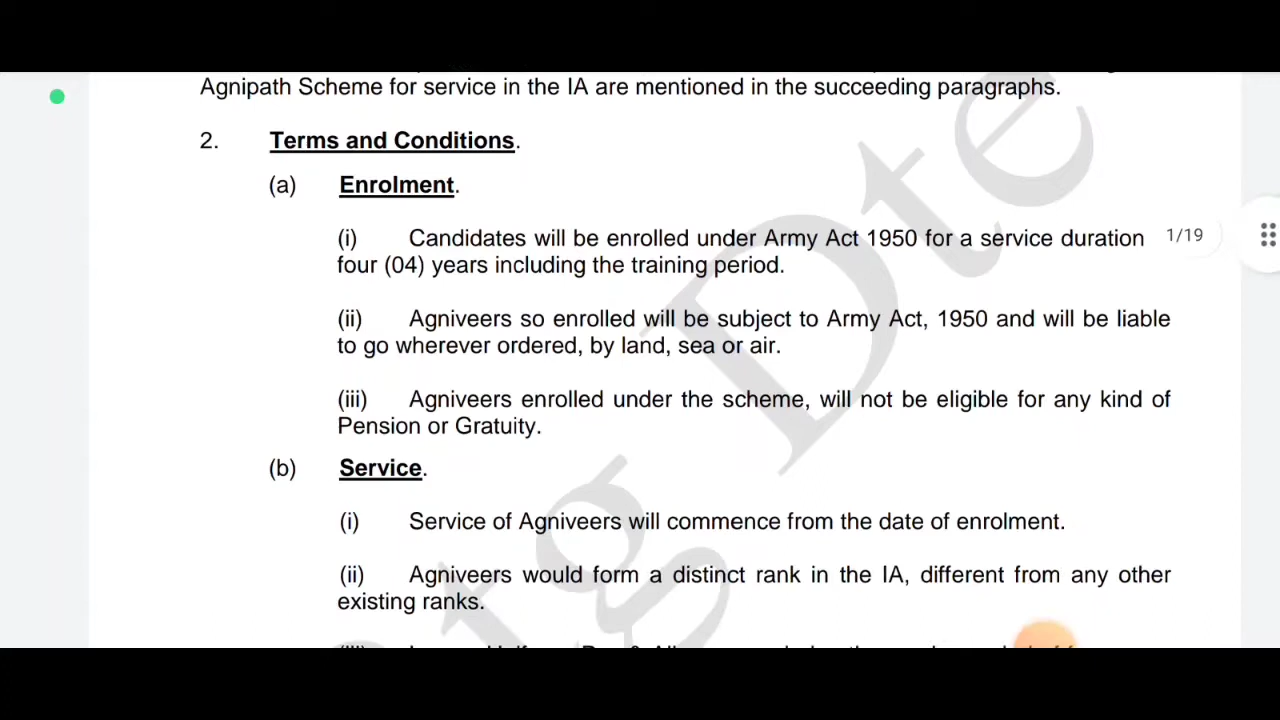 Agnipath Scheme for service in the IA are mentioned in the succeeding paragraphs.
2. Terms and Conditions.
(a) Enrolment.
(i) Candidates will be enrolled under Army Act 1950 for a service duration
four (04) years including the training period.
1/19
(ii) Agniveers so enrolled will be subject to Army Act, 1950 and will be liable
to go wherever ordered, by land, sea or air.
(iii) Agniveers enrolled under the scheme, will not be eligible for any kind of
Pension or Gratuity.
(b) Service.
(i) Service of Agniveers will commence from the date of enrolment.
(ii) Agniveers would form a distinct rank in the IA, different from any other
existing ranks.
tg Dte